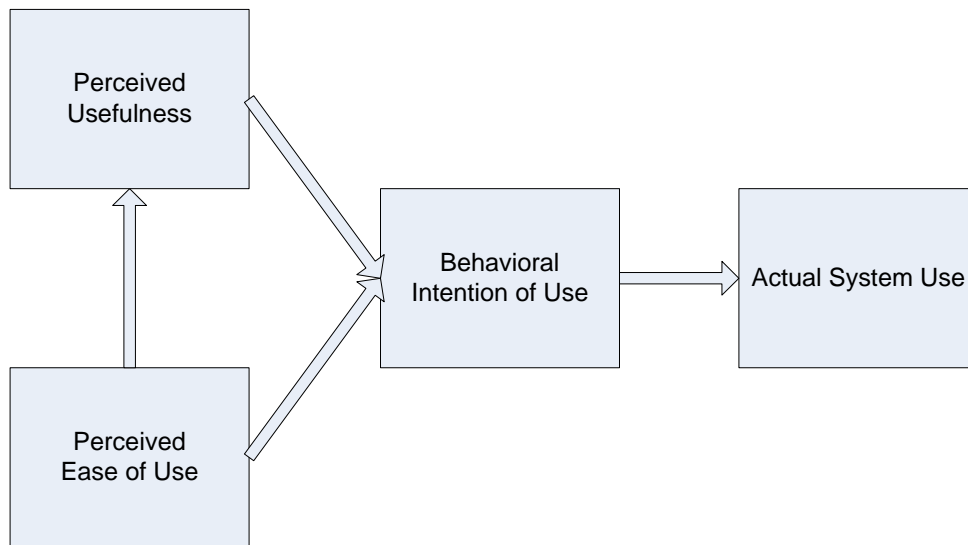 Perceived
Usefulness
Behavioral
Intention of Use
Actual System Use
Perceived
Ease of Use